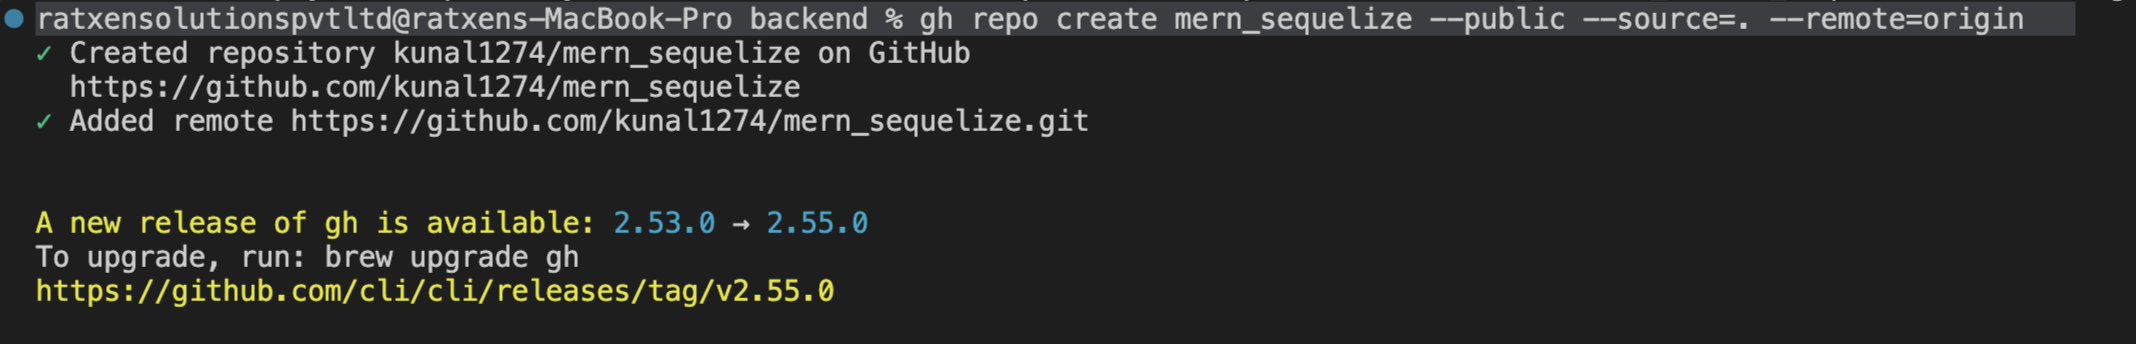 ratxensolutionspvtltd@ratxens-MacBook-Pro backend % gh repo create mern_sequelize --public --source=. --remote=origin
✓ Created repository kunal1274/mern_sequelize on GitHub
https://github.com/kunal1274/mern_sequelize
✓ Added remote https://github.com/kunal1274/mern_sequelize.git
A new release of gh is available: 2.53.0 → 2.55.0
To upgrade, run: brew upgrade gh
https://github.com/cli/cli/releases/tag/v2.55.0